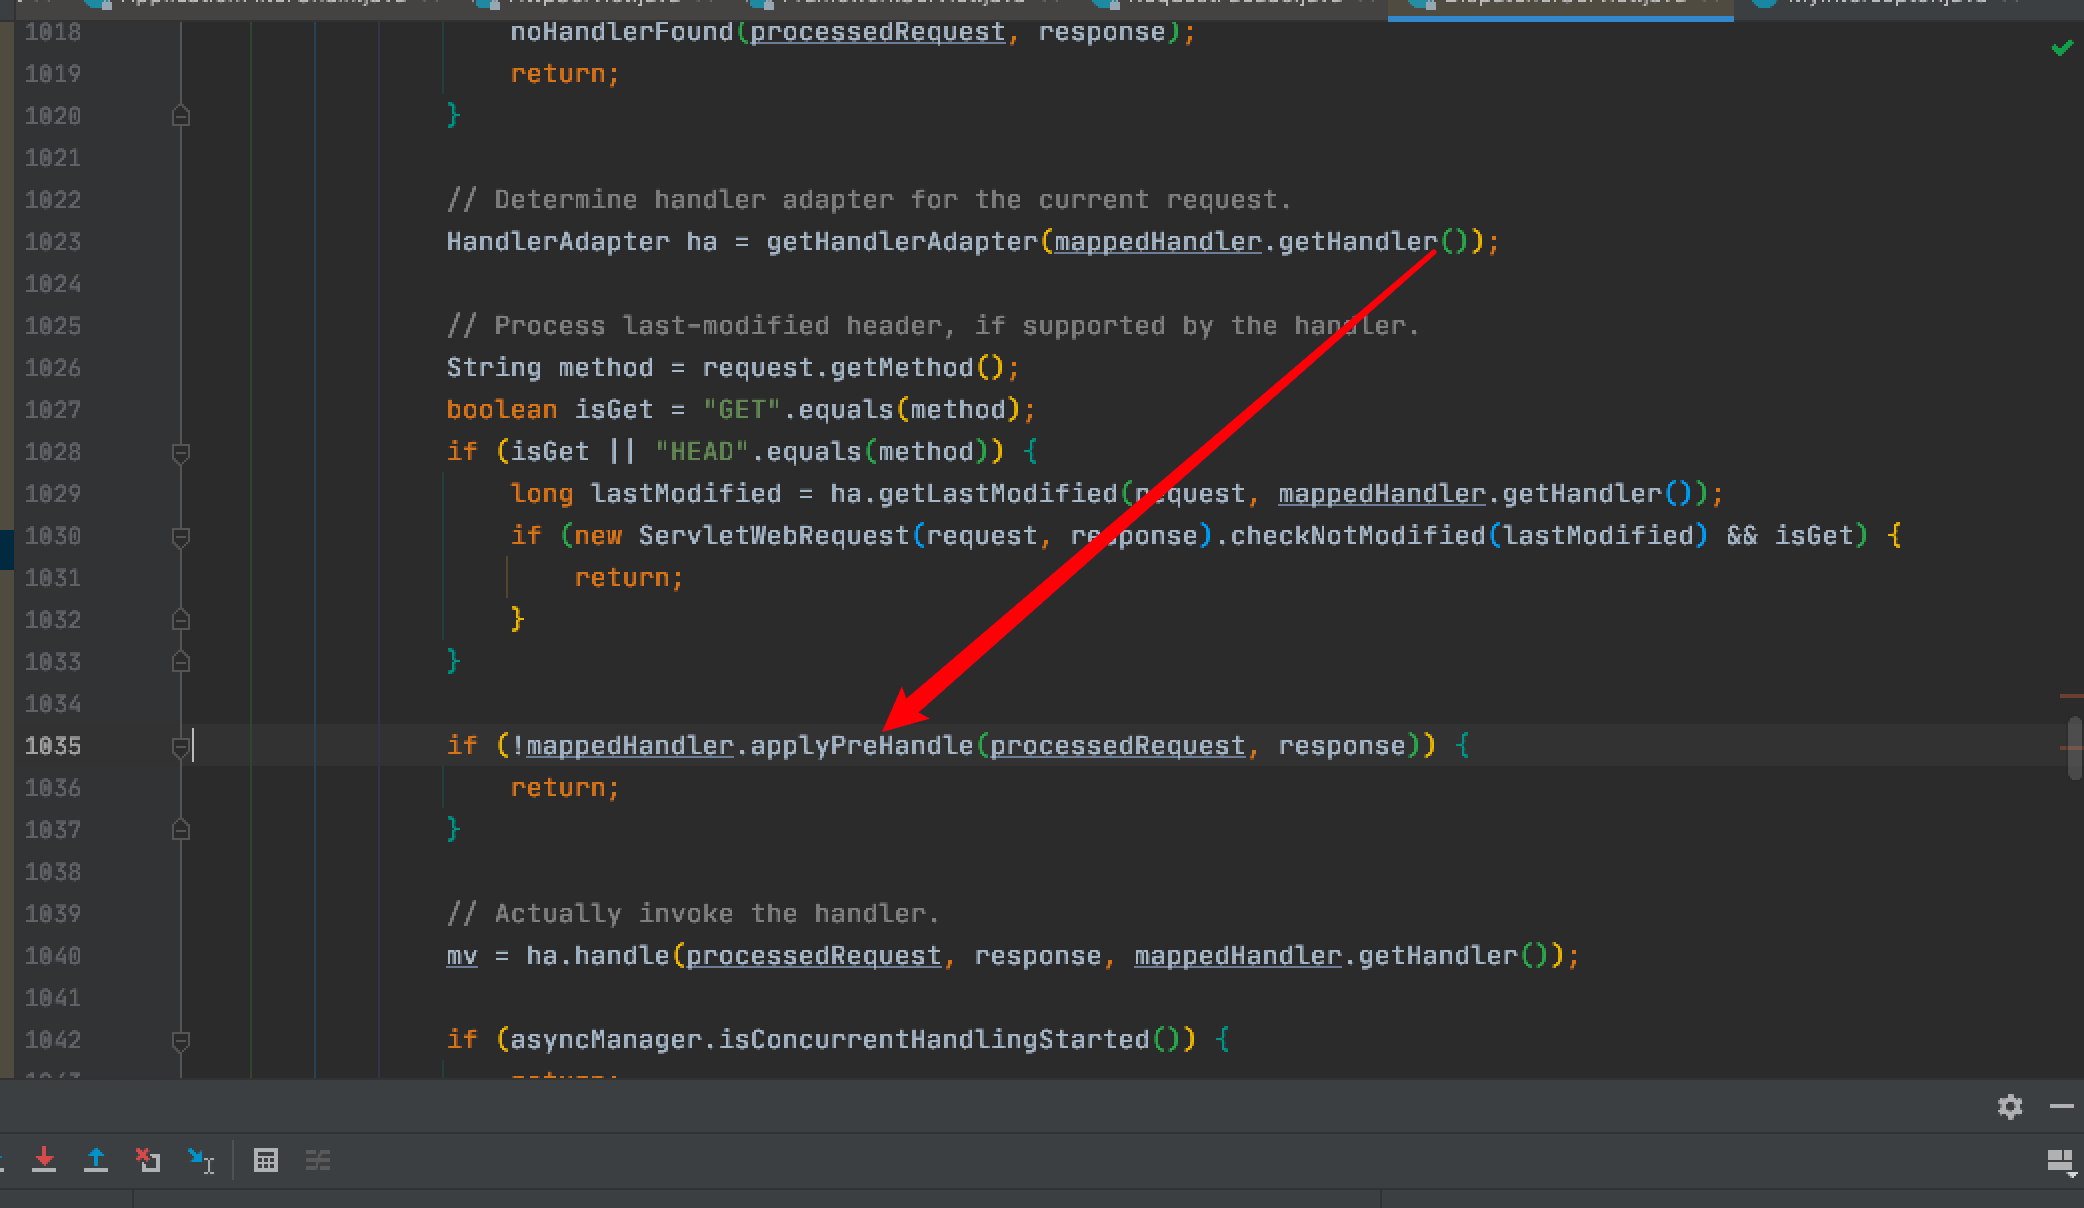 1018 noHandlerFound(processedRequest, response);
1019 return;
1020 }
1021
1022 // Determine handler adapter for the current request.
1023 HandlerAdapter ha = getHandlerAdapter(mappedHandler.getHandler());
1024
1025 // Process last-modified header, if supported by the handler.
1026 String method = request.getMethod();
1027 boolean isGet = "GET".equals(method);
1028 if (isGet || "HEAD".equals(method)) {
1029 long lastModified = ha.getLastModified(request, mappedHandler.getHandler());
1030 if (new ServletWebRequest(request, response).checkNotModified(lastModified) && isGet) {
1031 return;
1032 }
1033 }
1034
1035 if (!mappedHandler.applyPreHandle(processedRequest, response)) {
1036 return;
1037 }
1038
1039 // Actually invoke the handler.
1040 mv = ha.handle(processedRequest, response, mappedHandler.getHandler());
1041
1042 if (asyncManager.isConcurrentHandlingStarted()) {